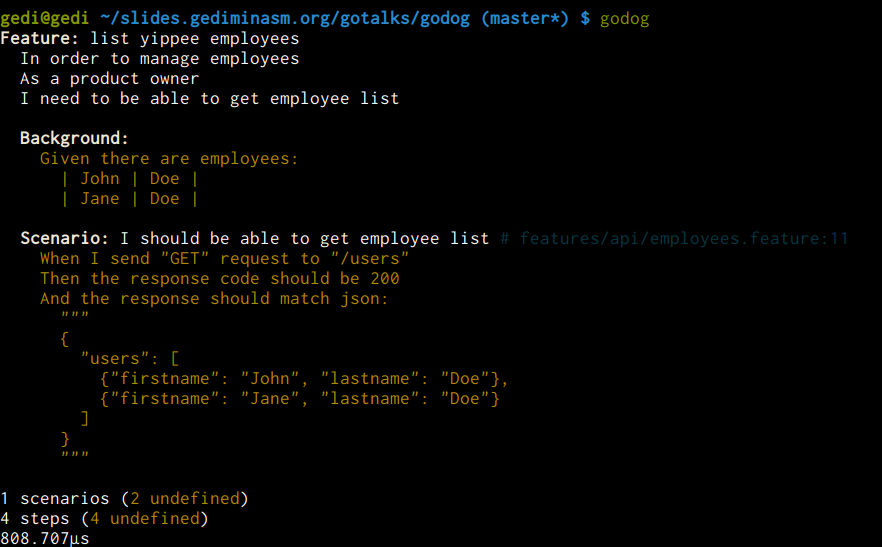 gedi@gedi ~/slides.gediminasm.org/gotalks/godog (master*) $ godog
Feature: list yippee employees
  In order to manage employees
  As a product owner
  I need to be able to get employee list

  Background:
    Given there are employees:
      | John | Doe |
      | Jane | Doe |

  Scenario: I should be able to get employee list # features/api/employees.feature:11
    When I send "GET" request to "/users"
    Then the response code should be 200
    And the response should match json:
      """
      {
        "users": [
          {"firstname": "John", "lastname": "Doe"},
          {"firstname": "Jane", "lastname": "Doe"}
        ]
      }
      """

1 scenarios (2 undefined)
4 steps (4 undefined)
808.707µs